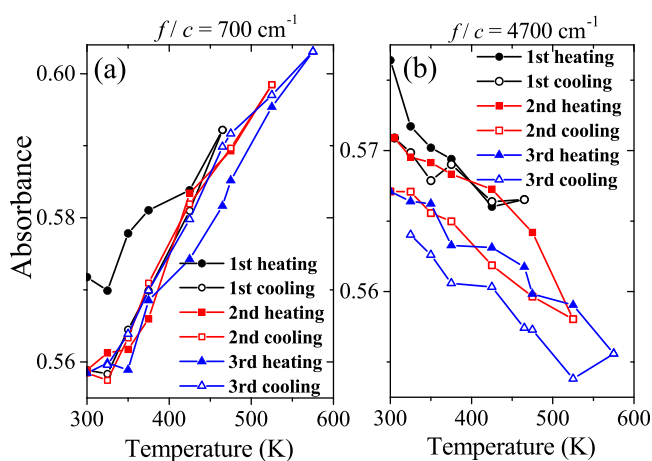 f / c = 700 cm⁻¹
f / c = 4700 cm⁻¹
(a)
(b)
Absorbance
0.60
0.58
0.56
1st heating
1st cooling
2nd heating
2nd cooling
3rd heating
3rd cooling
300 400 500 600
Temperature (K)
0.57
0.56
1st heating
1st cooling
2nd heating
2nd cooling
3rd heating
3rd cooling
300 400 500 600
Temperature (K)